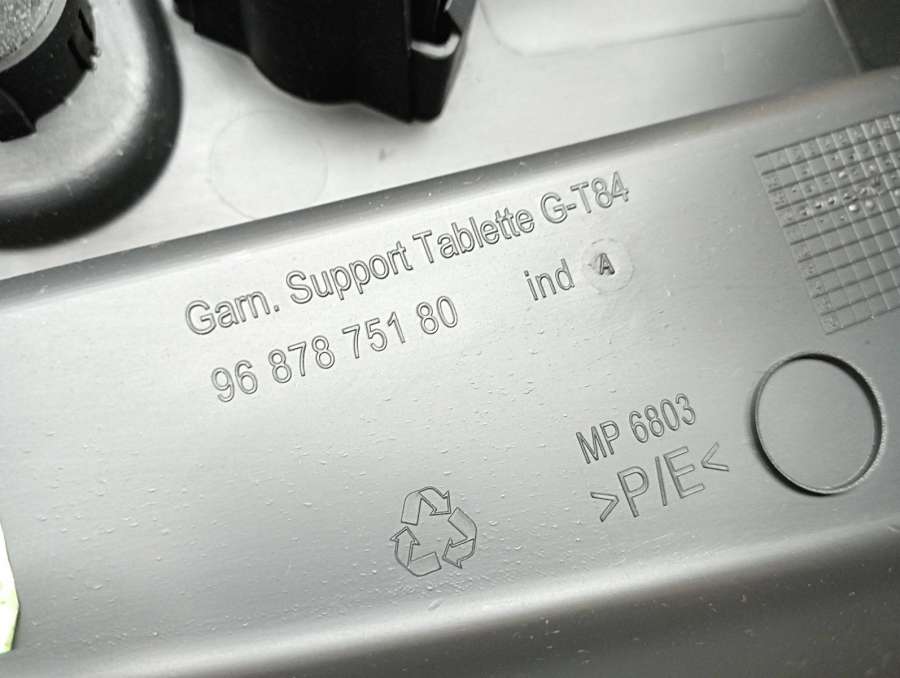 Garn. Support Tablette G-T84
96 878 751 80 ind A
MP 6803
>P/E<